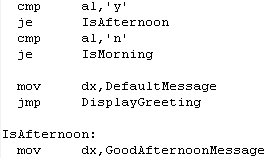 cmp al,'y'
je IsAfternoon
cmp al,'n'
je IsMorning
mov dx,DefaultMessage
jmp DisplayGreeting
IsAfternoon:
mov dx,GoodAfternoonMessage